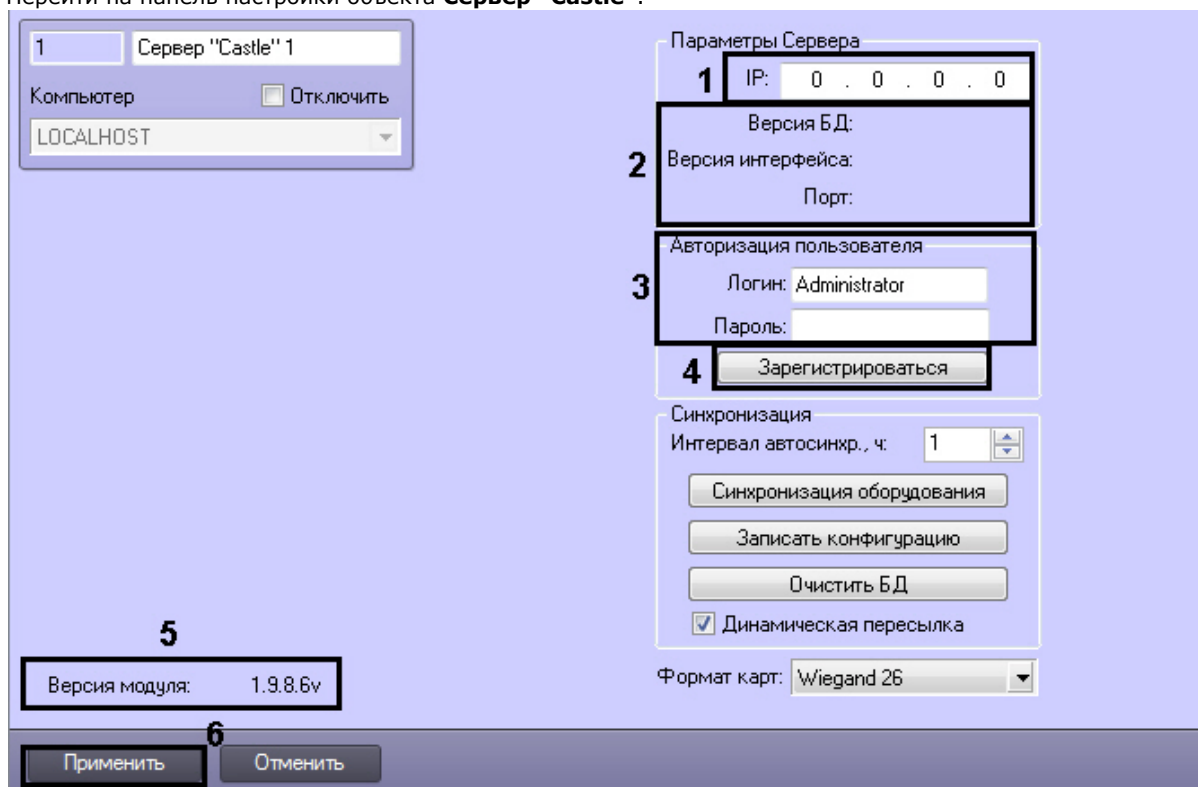 Перейти на панель настройки объекта Сервер "Castle".
1 Сервер "Castle" 1
Компьютер Отключить
LOCALHOST
Параметры Сервера
1 IP: 0 . 0 . 0 . 0
Версия БД:
2 Версия интерфейса:
Порт:
Авторизация пользователя
3 Логин: Administrator
Пароль:
4 Зарегистрироваться
Синхронизация
Интервал автосинхр., ч: 1
Синхронизация оборудования
Записать конфигурацию
Очистить БД
Динамическая пересылка
Формат карт: Wiegand 26
5
Версия модуля: 1.9.8.6v
6
Применить Отменить